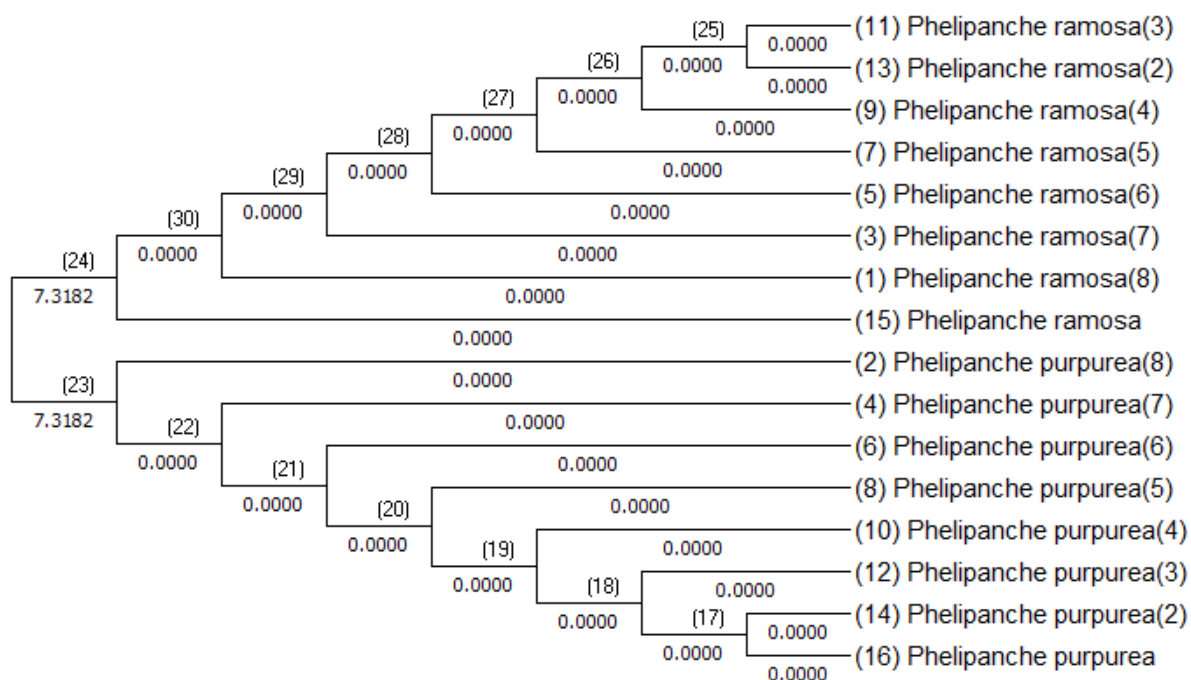 (11) Phelipanche ramosa(3)
(25)
0.0000
(13) Phelipanche ramosa(2)
(26)
0.0000
0.0000
(9) Phelipanche ramosa(4)
(27)
0.0000
0.0000
(7) Phelipanche ramosa(5)
(28)
0.0000
0.0000
(5) Phelipanche ramosa(6)
(29)
0.0000
0.0000
(3) Phelipanche ramosa(7)
(30)
0.0000
0.0000
(1) Phelipanche ramosa(8)
(24)
0.0000
0.0000
7.3182
0.0000
(15) Phelipanche ramosa
0.0000
(2) Phelipanche purpurea(8)
(23)
0.0000
(4) Phelipanche purpurea(7)
7.3182
(22)
0.0000
(6) Phelipanche purpurea(6)
0.0000
(21)
0.0000
(8) Phelipanche purpurea(5)
0.0000
(20)
0.0000
(10) Phelipanche purpurea(4)
0.0000
(19)
0.0000
(12) Phelipanche purpurea(3)
0.0000
(18)
0.0000
(14) Phelipanche purpurea(2)
0.0000
(17)
0.0000
0.0000
(16) Phelipanche purpurea
0.0000